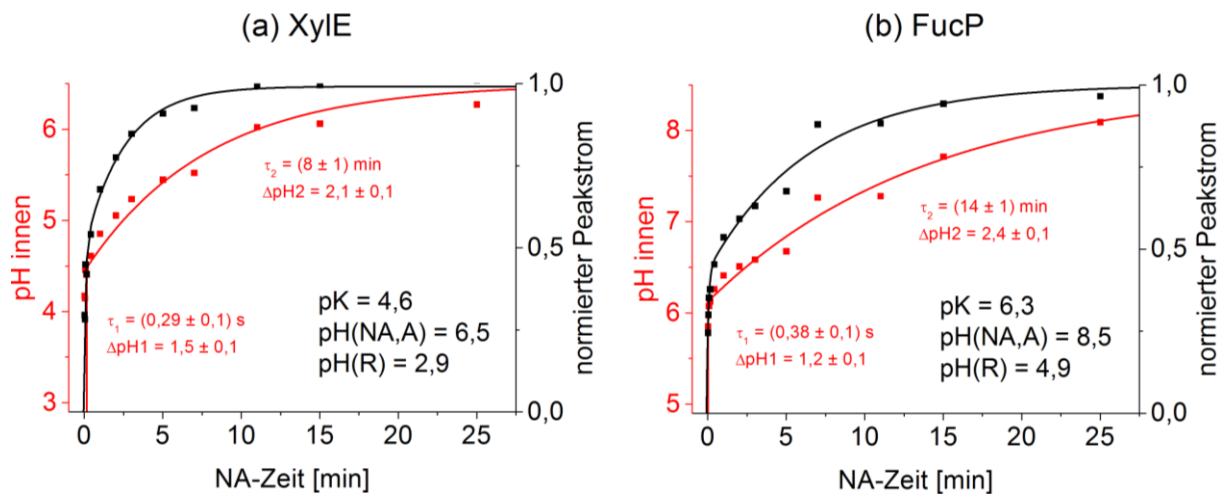 (a) XylE
pH innen
6
5
4
3
τ₂ = (8 ± 1) min
ΔpH2 = 2,1 ± 0,1
τ₁ = (0,29 ± 0,1) s
ΔpH1 = 1,5 ± 0,1
pK = 4,6
pH(NA,A) = 6,5
pH(R) = 2,9
1,0
0,5
0,0
normierter Peakstrom
0 5 10 15 20 25
NA-Zeit [min]
(b) FucP
pH innen
8
7
6
5
τ₂ = (14 ± 1) min
ΔpH2 = 2,4 ± 0,1
τ₁ = (0,38 ± 0,1) s
ΔpH1 = 1,2 ± 0,1
pK = 6,3
pH(NA,A) = 8,5
pH(R) = 4,9
1,0
0,5
0,0
normierter Peakstrom
0 5 10 15 20 25
NA-Zeit [min]